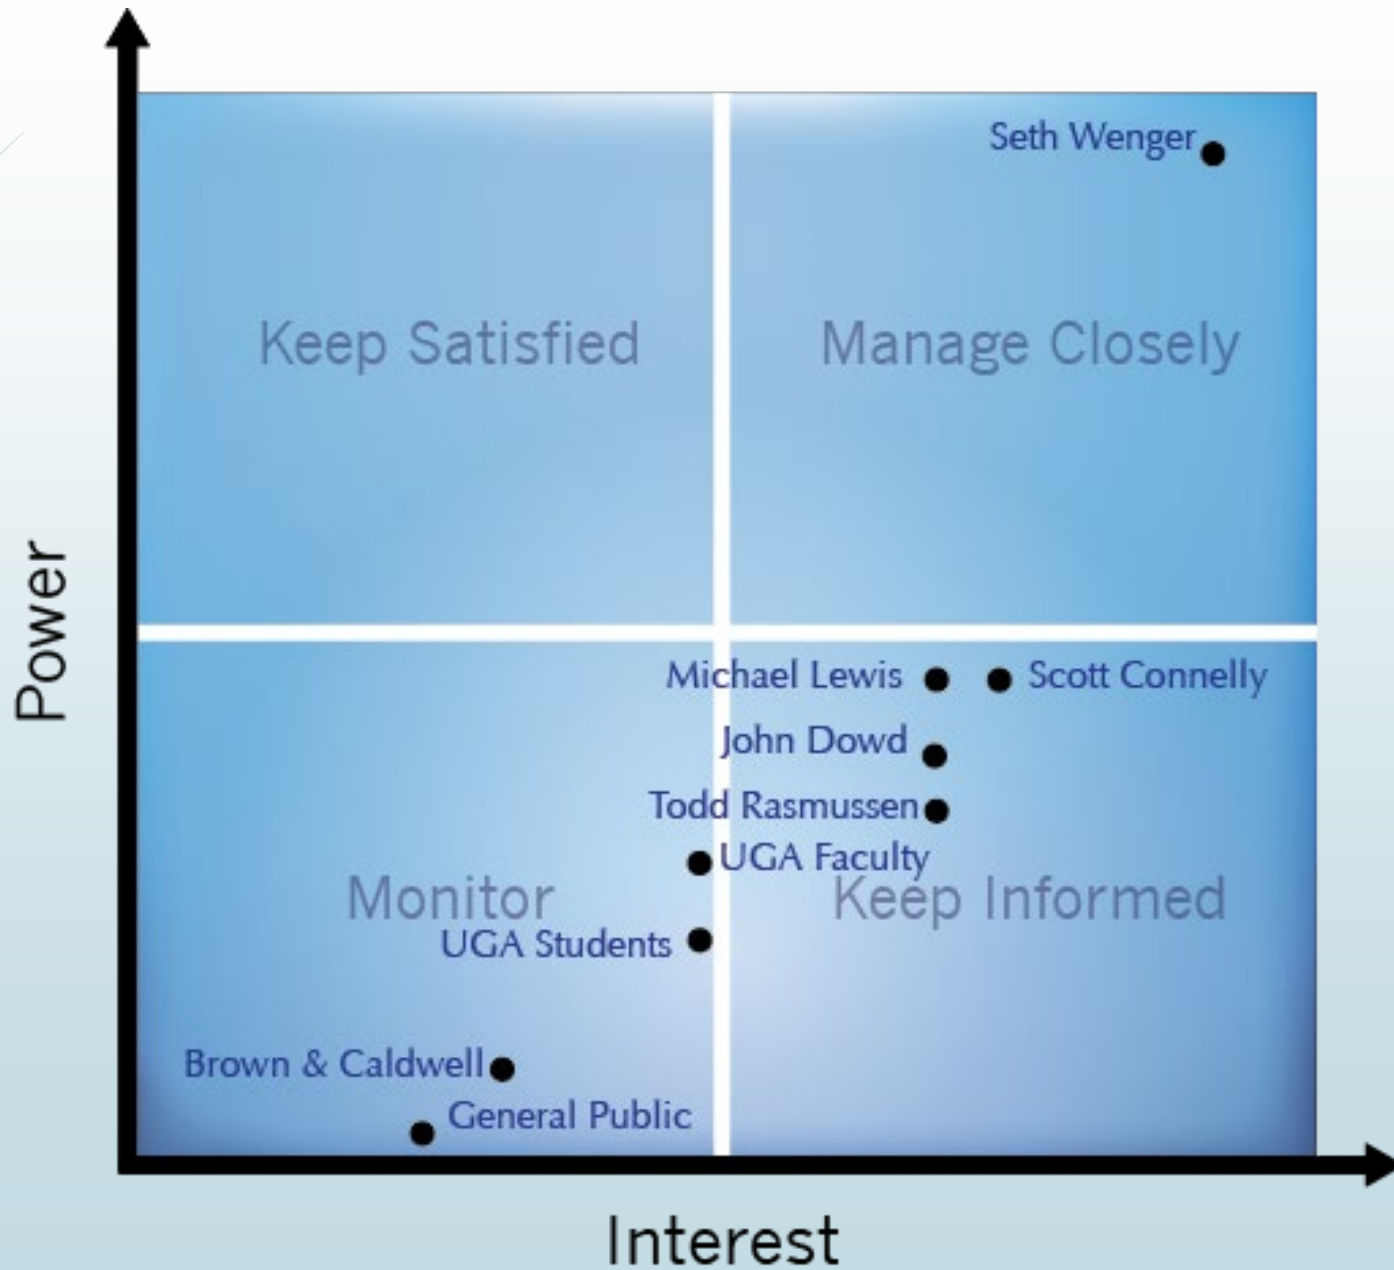 Seth Wenger
Keep Satisfied
Manage Closely
Power
Michael Lewis
Scott Connelly
John Dowd
Todd Rasmussen
UGA Faculty
Monitor
Keep Informed
UGA Students
Brown & Caldwell
General Public
Interest